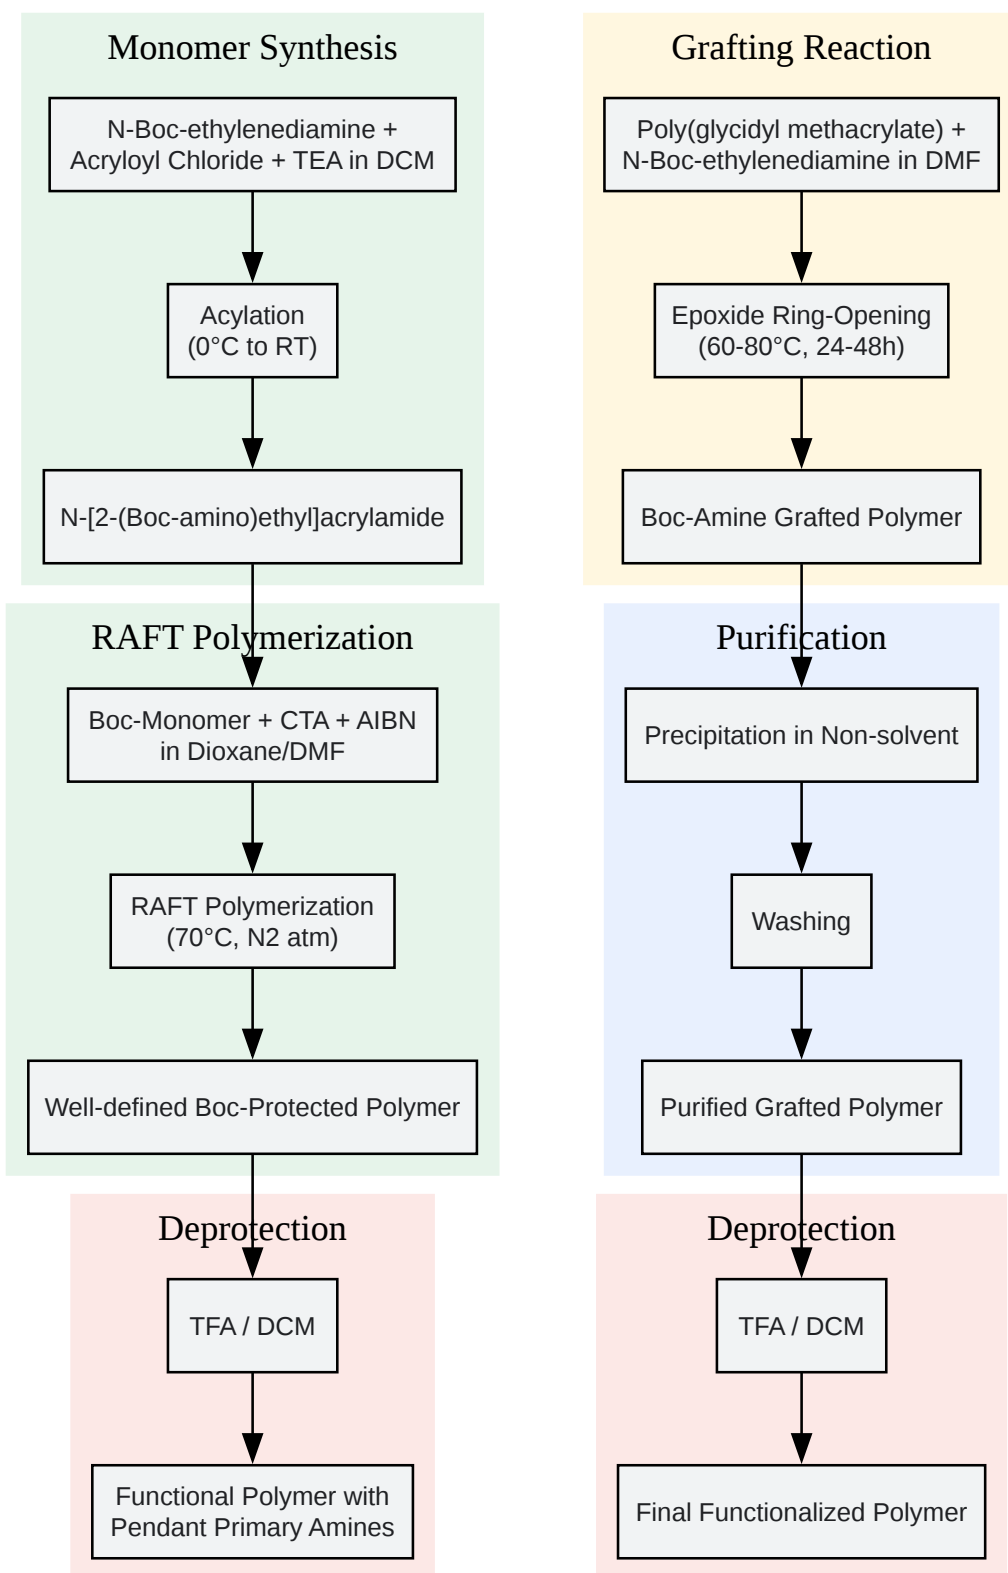 Monomer Synthesis
N-Boc-ethylenediamine +
Acryloyl Chloride + TEA in DCM
Acylation
(0°C to RT)
N-[2-(Boc-amino)ethyl]acrylamide
RAFT Polymerization
Boc-Monomer + CTA + AIBN
in Dioxane/DMF
RAFT Polymerization
(70°C, N2 atm)
Well-defined Boc-Protected Polymer
Deprotection
TFA / DCM
Functional Polymer with
Pendant Primary Amines
Grafting Reaction
Poly(glycidyl methacrylate) +
N-Boc-ethylenediamine in DMF
Epoxide Ring-Opening
(60-80°C, 24-48h)
Boc-Amine Grafted Polymer
Purification
Precipitation in Non-solvent
Washing
Purified Grafted Polymer
Deprotection
TFA / DCM
Final Functionalized Polymer